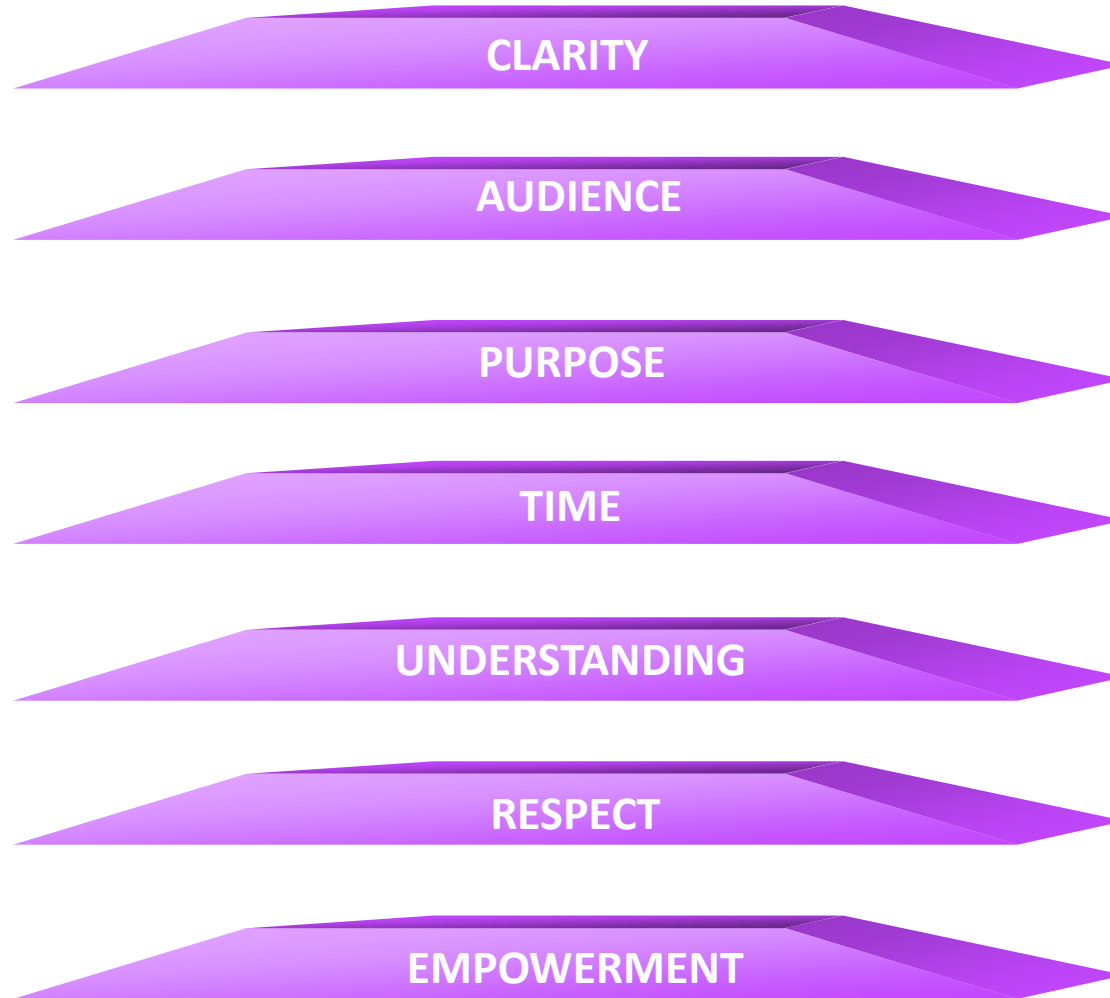 CLARITY
AUDIENCE
PURPOSE
TIME
UNDERSTANDING
RESPECT
EMPOWERMENT